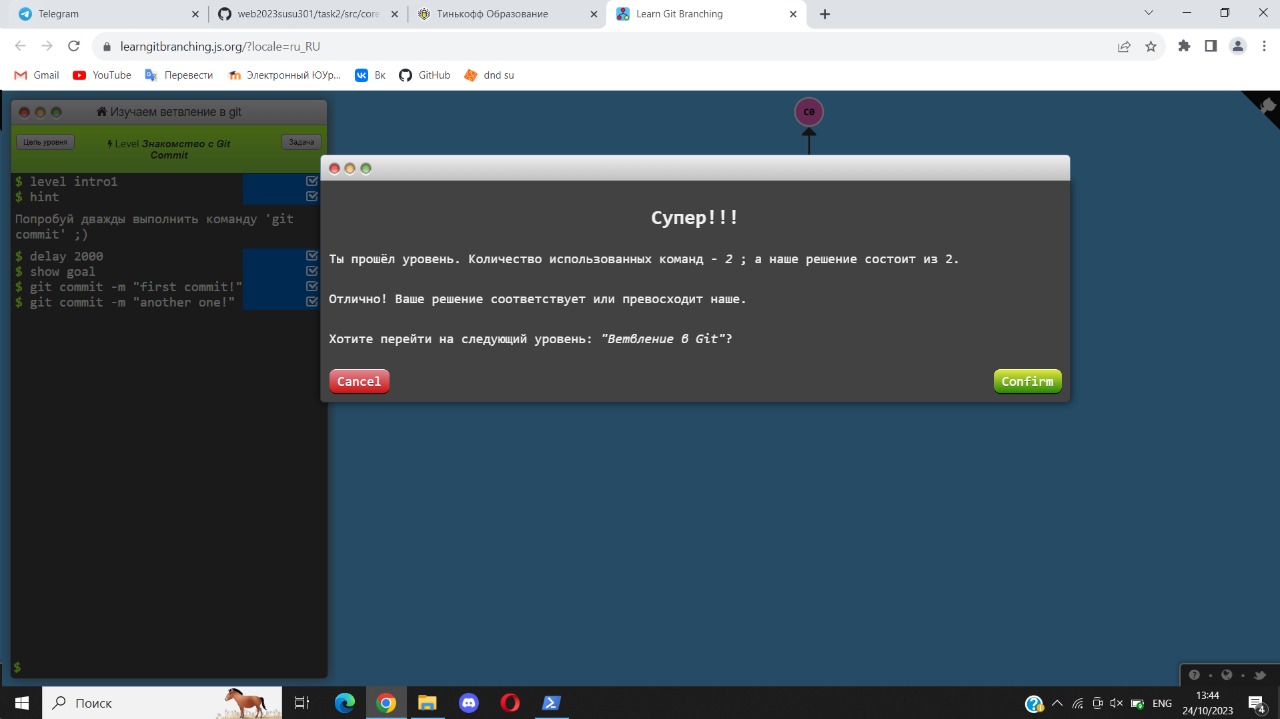 Telegram
web2023susu301/task2/src/core
Тинькофф Образование
Learn Git Branching
learngitbranching.js.org/?locale=ru_RU
Gmail
YouTube
Перевести
Электронный ЮУр...
Вк
GitHub
dnd su
Изучаем ветвление в git
Цель уровня
Level Знакомство с Git
Commit
Задача
c0
$ level intro1
$ hint
Попробуй дважды выполнить команду 'git
commit' ;)
$ delay 2000
$ show goal
$ git commit -m "first commit!"
$ git commit -m "another one!"
$
Супер!!!
Ты прошёл уровень. Количество использованных команд - 2 ; а наше решение состоит из 2.
Отлично! Ваше решение соответствует или превосходит наше.
Хотите перейти на следующий уровень: "Ветвление в Git"?
Cancel
Confirm
Поиск
ENG
13:44
24/10/2023
4